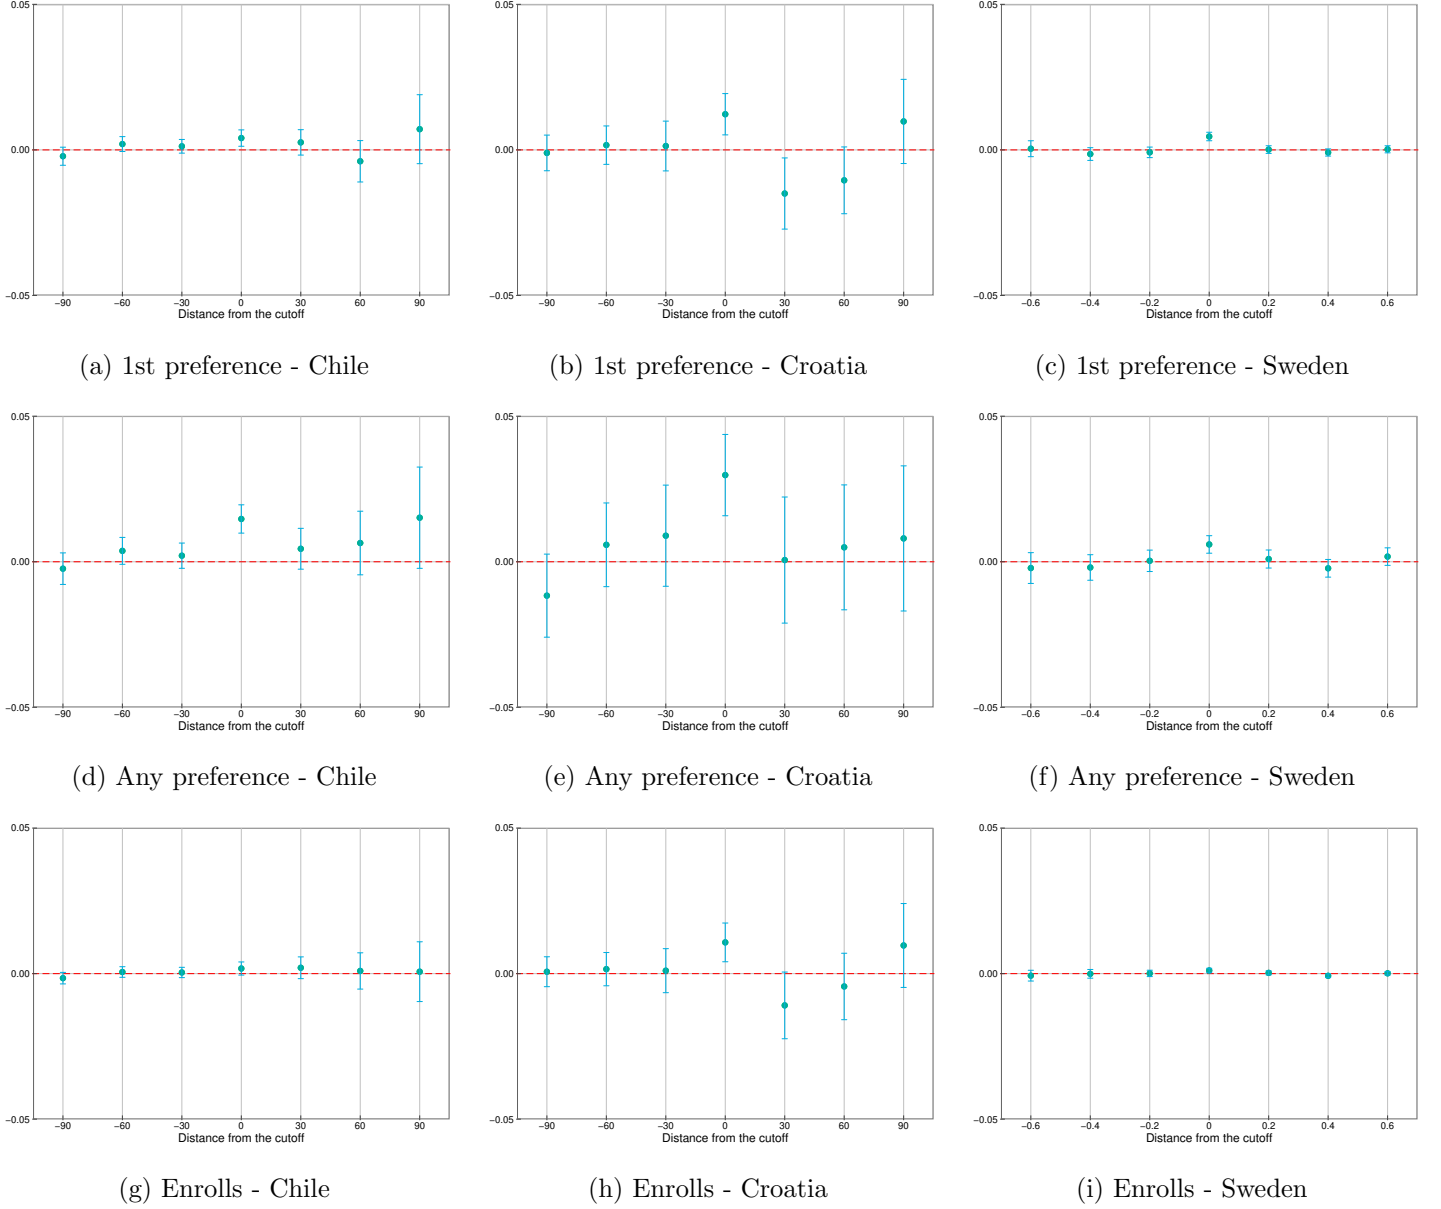 0.05
0.00
−0.05
−90 −60 −30 0 30 60 90
Distance from the cutoff
(a) 1st preference - Chile
0.05
0.00
−0.05
−90 −60 −30 0 30 60 90
Distance from the cutoff
(b) 1st preference - Croatia
0.05
0.00
−0.05
−0.6 −0.4 −0.2 0 0.2 0.4 0.6
Distance from the cutoff
(c) 1st preference - Sweden
0.05
0.00
−0.05
−90 −60 −30 0 30 60 90
Distance from the cutoff
(d) Any preference - Chile
0.05
0.00
−0.05
−90 −60 −30 0 30 60 90
Distance from the cutoff
(e) Any preference - Croatia
0.05
0.00
−0.05
−0.6 −0.4 −0.2 0 0.2 0.4 0.6
Distance from the cutoff
(f) Any preference - Sweden
0.05
0.00
−0.05
−90 −60 −30 0 30 60 90
Distance from the cutoff
(g) Enrolls - Chile
0.05
0.00
−0.05
−90 −60 −30 0 30 60 90
Distance from the cutoff
(h) Enrolls - Croatia
0.05
0.00
−0.05
−0.6 −0.4 −0.2 0 0.2 0.4 0.6
Distance from the cutoff
(i) Enrolls - Sweden